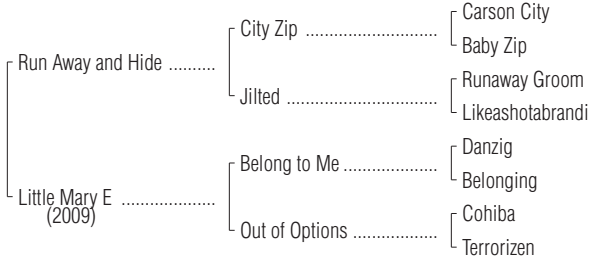 Carson City
City Zip ........................
Baby Zip
Run Away and Hide ..........
Runaway Groom
Jilted ...............................
Likeashotabrandi
Danzig
Belong to Me ...................
Belonging
Little Mary E ....................
(2009)
Cohiba
Out of Options .................
Terrorizen